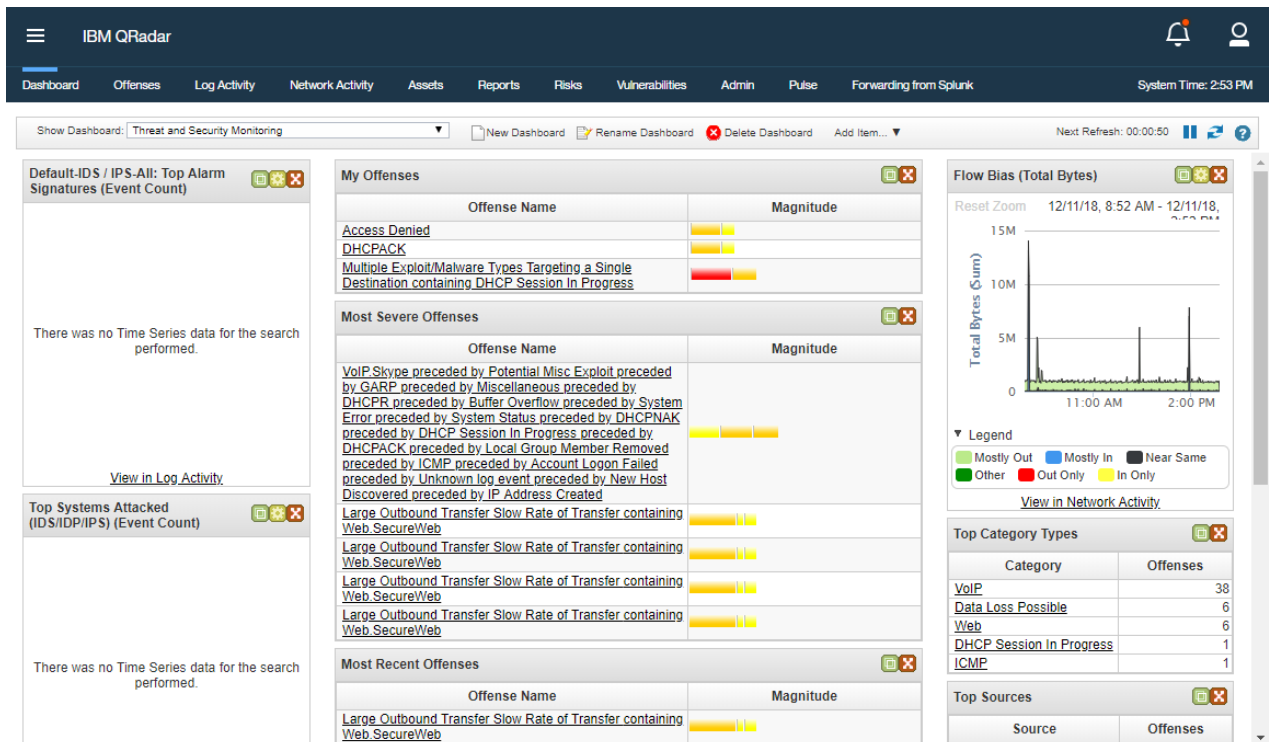 IBM QRadar
Dashboard Offenses Log Activity Network Activity Assets Reports Risks Vulnerabilities Admin Pulse Forwarding from Splunk System Time: 2:53 PM
Show Dashboard: Threat and Security Monitoring New Dashboard Rename Dashboard Delete Dashboard Add Item... Next Refresh: 00:00:50
Default-IDS / IPS-All: Top Alarm
Signatures (Event Count)
There was no Time Series data for the search
performed.
View in Log Activity
Top Systems Attacked
(IDS/IDP/IPS) (Event Count)
There was no Time Series data for the search
performed.
My Offenses
Offense Name Magnitude
Access Denied
DHCPACK
Multiple Exploit/Malware Types Targeting a Single
Destination containing DHCP Session In Progress
Most Severe Offenses
Offense Name Magnitude
VoIP.Skype preceded by Potential Misc Exploit preceded
by GARP preceded by Miscellaneous preceded by
DHCPR preceded by Buffer Overflow preceded by System
Error preceded by System Status preceded by DHCPNAK
preceded by DHCP Session In Progress preceded by
DHCPACK preceded by Local Group Member Removed
preceded by ICMP preceded by Account Logon Failed
preceded by Unknown log event preceded by New Host
Discovered preceded by IP Address Created
Large Outbound Transfer Slow Rate of Transfer containing
Web.SecureWeb
Large Outbound Transfer Slow Rate of Transfer containing
Web.SecureWeb
Large Outbound Transfer Slow Rate of Transfer containing
Web.SecureWeb
Large Outbound Transfer Slow Rate of Transfer containing
Web.SecureWeb
Most Recent Offenses
Offense Name Magnitude
Large Outbound Transfer Slow Rate of Transfer containing
Web.SecureWeb
Flow Bias (Total Bytes)
Reset Zoom 12/11/18, 8:52 AM - 12/11/18,
2:52 PM
Total Bytes (Sum)
15M
10M
5M
0
11:00 AM 2:00 PM
Legend
Mostly Out Mostly In Near Same
Other Out Only In Only
View in Network Activity
Top Category Types
Category Offenses
VoIP 38
Data Loss Possible 6
Web 6
DHCP Session In Progress 1
ICMP 1
Top Sources
Source Offenses